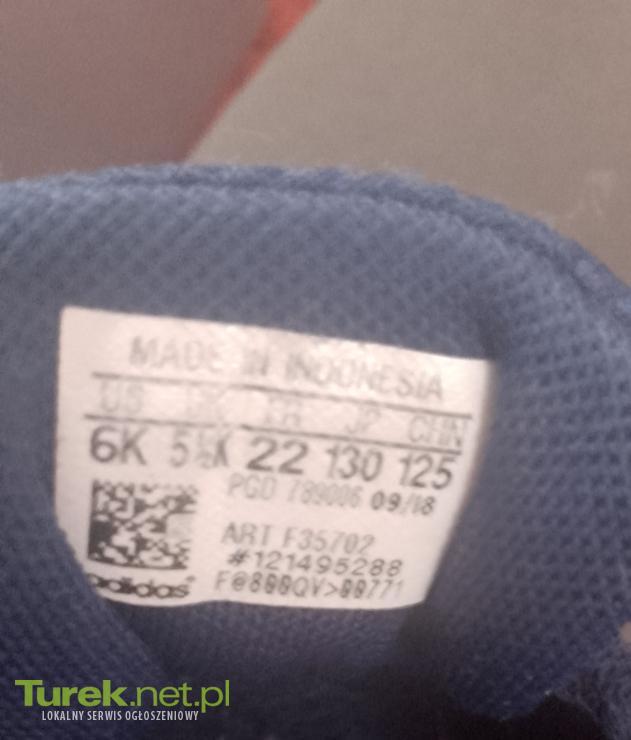 MADE IN INDONESIA
US UK FR JP CHN
6K 5½K 22 130 125
PGD 789006 09/18
ART F35702
#121495288
adidas
Turek.net.pl
LOKALNY SERWIS OGŁOSZENIOWY